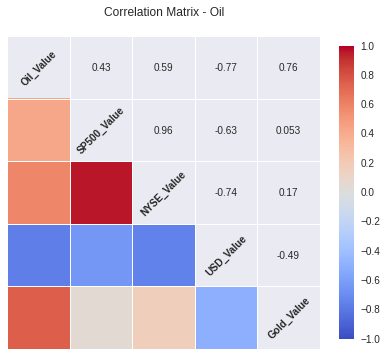 Correlation Matrix - Oil
Oil_Value 0.43 0.59 -0.77 0.76
SP500_Value 0.96 -0.63 0.053
NYSE_Value -0.74 0.17
USD_Value -0.49
Gold_Value
1.0
0.8
0.6
0.4
0.2
0.0
−0.2
−0.4
−0.6
−0.8
−1.0